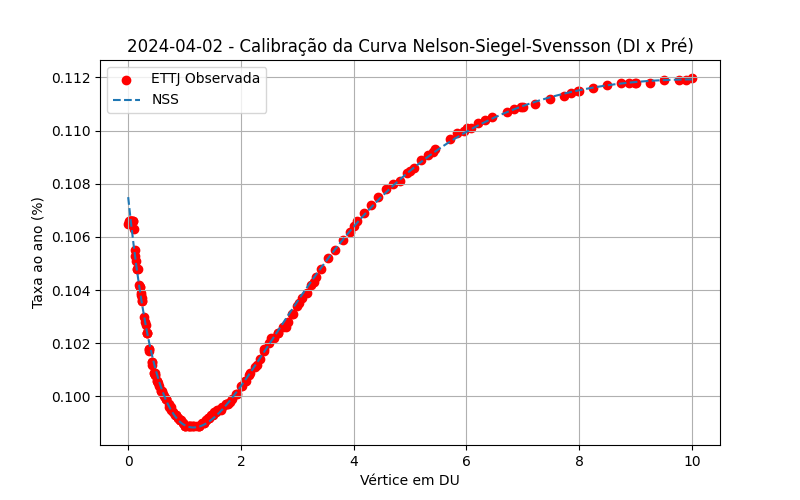 2024-04-02 - Calibração da Curva Nelson-Siegel-Svensson (DI x Pré)
ETTJ Observada
NSS
Taxa ao ano (%)
0.112
0.110
0.108
0.106
0.104
0.102
0.100
0 2 4 6 8 10
Vértice em DU